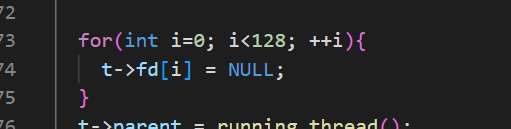 72
73 for(int i=0; i<128; ++i){
74 t->fd[i] = NULL;
75 }
76 t->parent = running_thread();